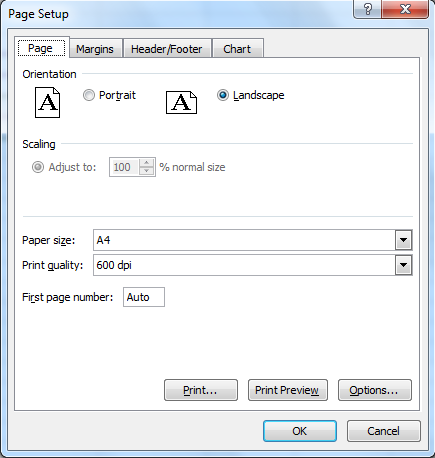 Page Setup
Page Margins Header/Footer Chart
Orientation
A Portrait A Landscape
Scaling
Adjust to: 100 % normal size
Paper size: A4
Print quality: 600 dpi
First page number: Auto
Print... Print Preview Options...
OK Cancel